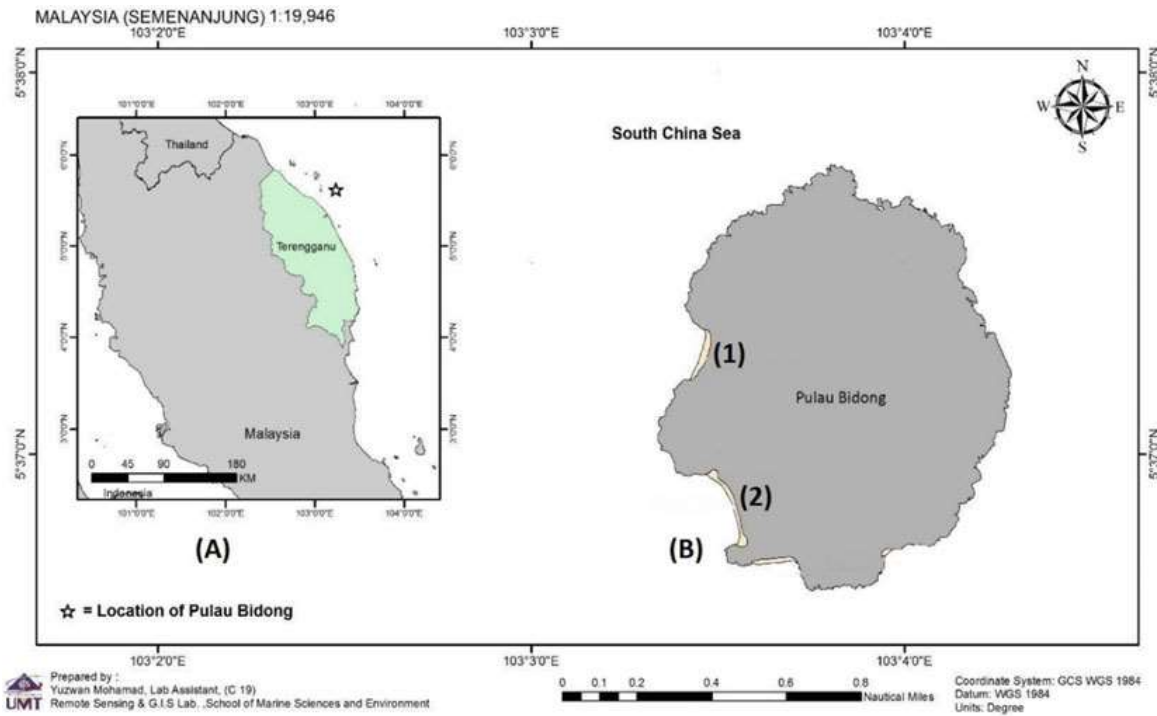 MALAYSIA (SEMENANJUNG) 1:19,946
103°2'0"E 103°3'0"E 103°4'0"E
5°38'0"N 5°38'0"N
N
W E
S
South China Sea
101°0'0"E 102°0'0"E 103°0'0"E 104°0'0"E
Thailand
6°0'0"N 6°0'0"N
Terengganu
5°0'0"N 5°0'0"N
4°0'0"N 4°0'0"N
(1)
Pulau Bidong
Malaysia
3°0'0"N 3°0'0"N
5°37'0"N 5°37'0"N
0 45 90 180
KM
Indonesia
101°0'0"E 102°0'0"E 103°0'0"E 104°0'0"E
(2)
(A) (B)
= Location of Pulau Bidong
103°2'0"E 103°3'0"E 103°4'0"E
UMT
Prepared by :
Yuzwan Mohamad, Lab Assistant, (C 19)
Remote Sensing & G.I.S Lab. ,School of Marine Sciences and Environment
0 0.1 0.2 0.4 0.6 0.8
Nautical Miles
Coordinate System: GCS WGS 1984
Datum: WGS 1984
Units: Degree